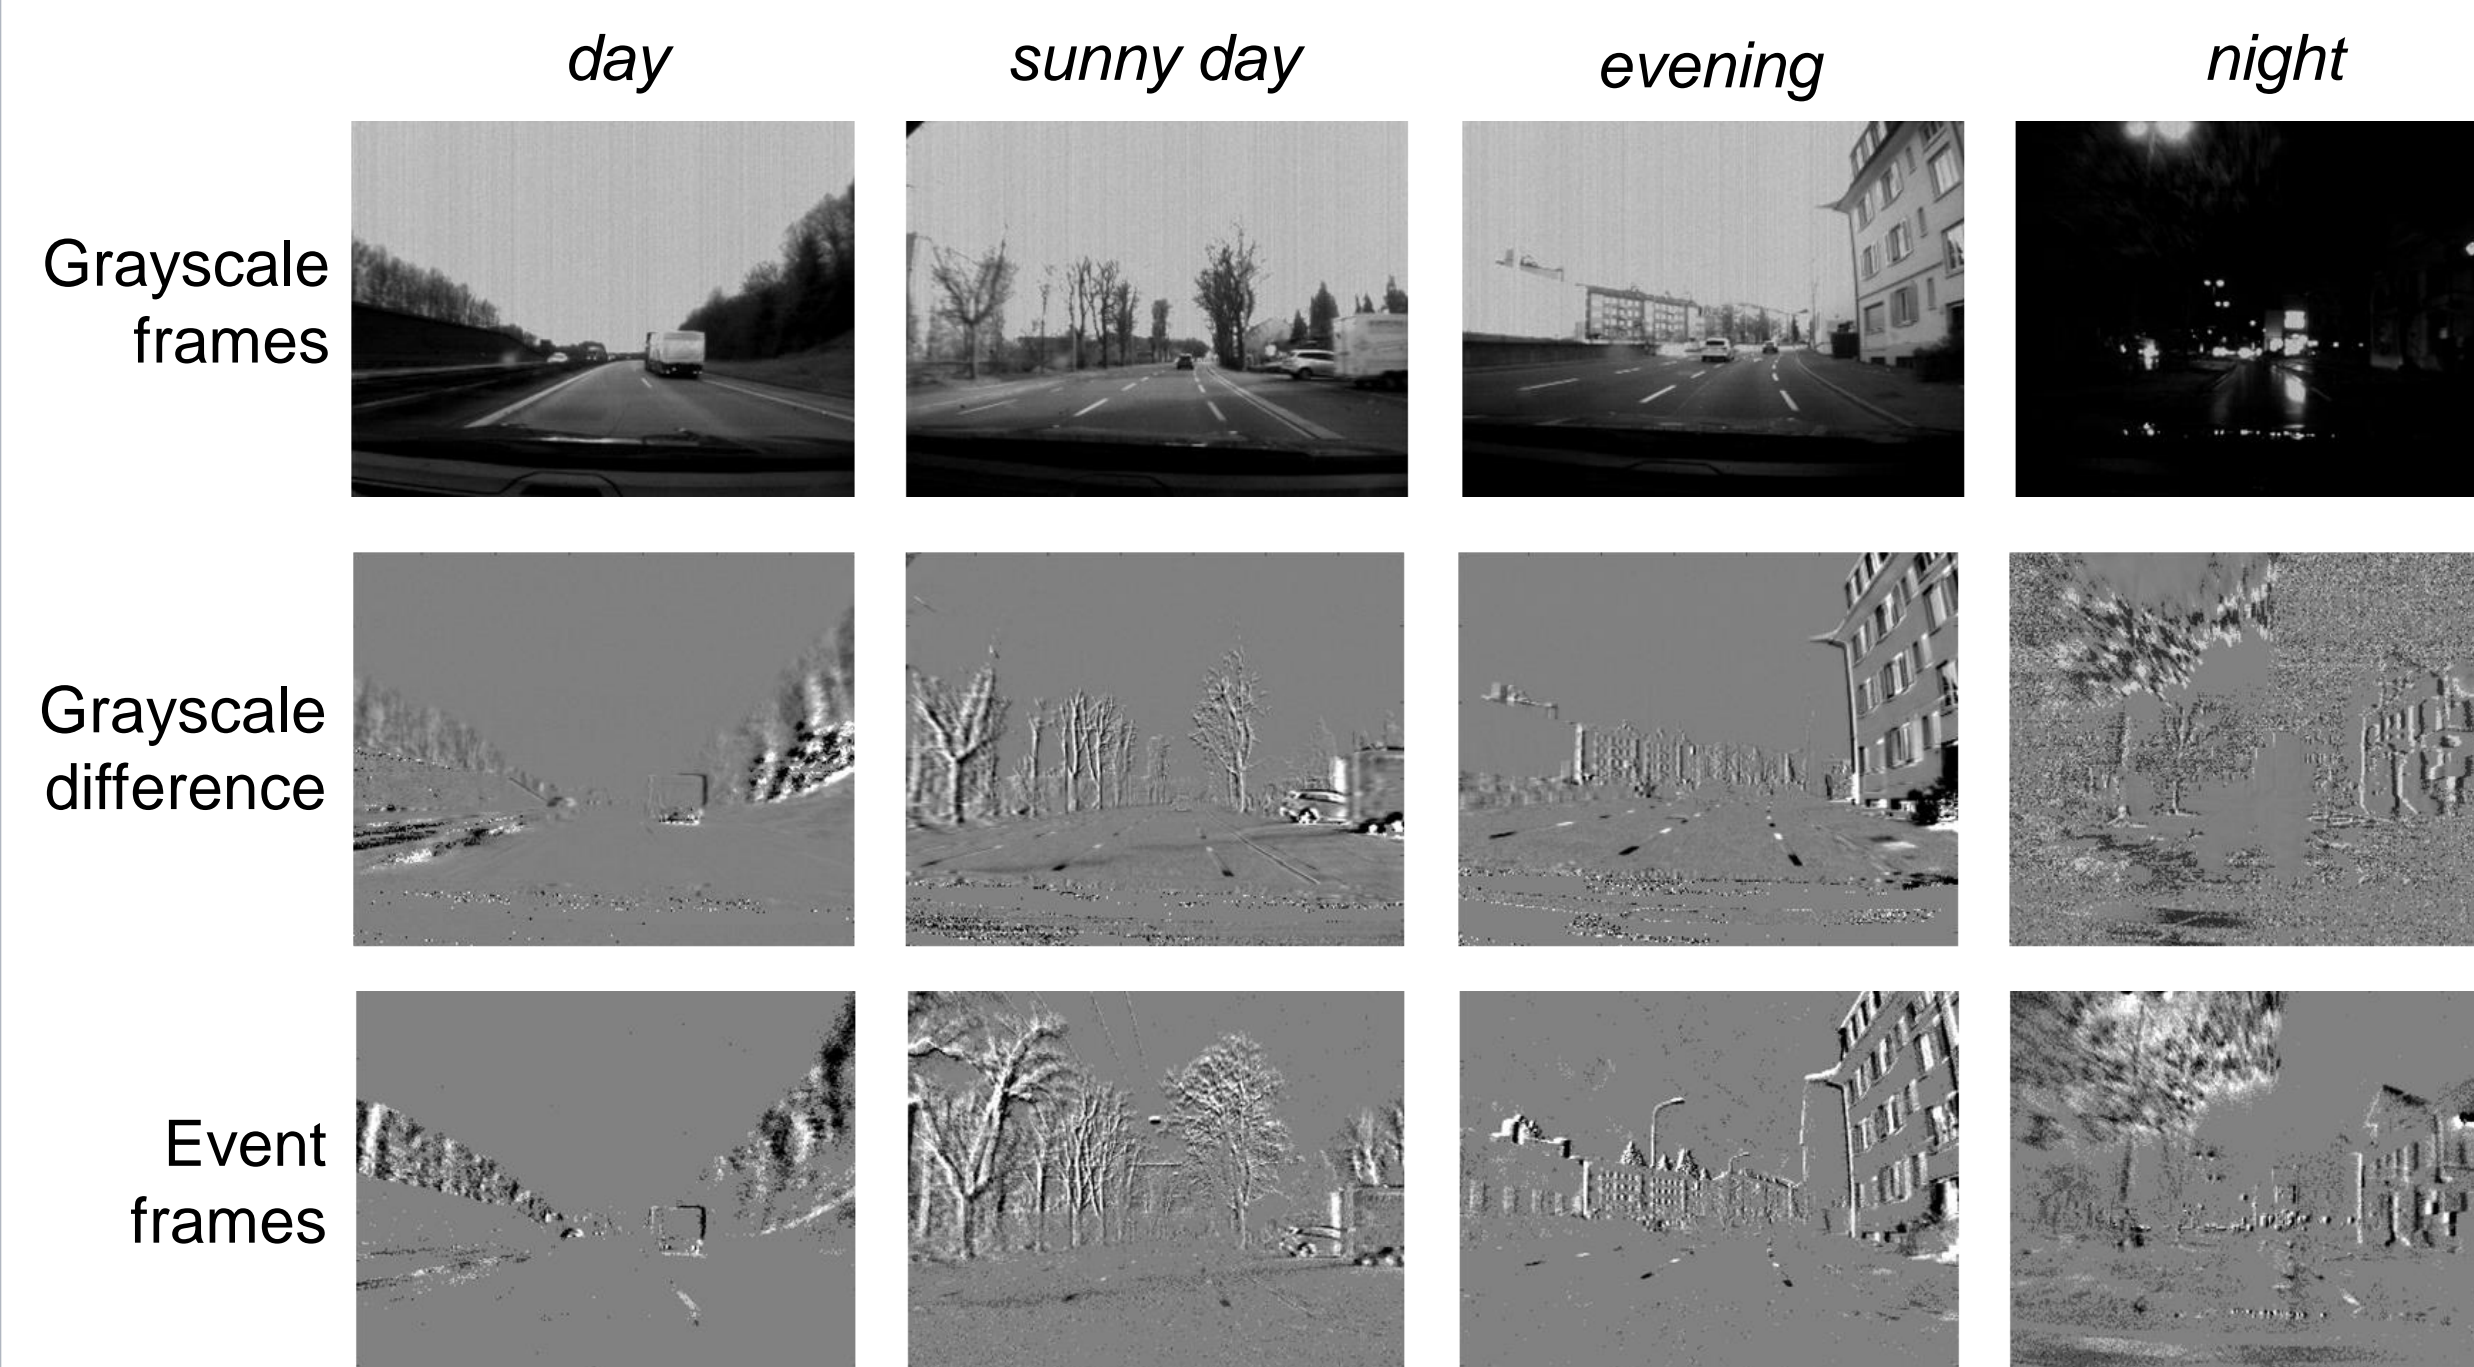 day
sunny day
evening
night
Grayscale
frames
Grayscale
difference
Event
frames